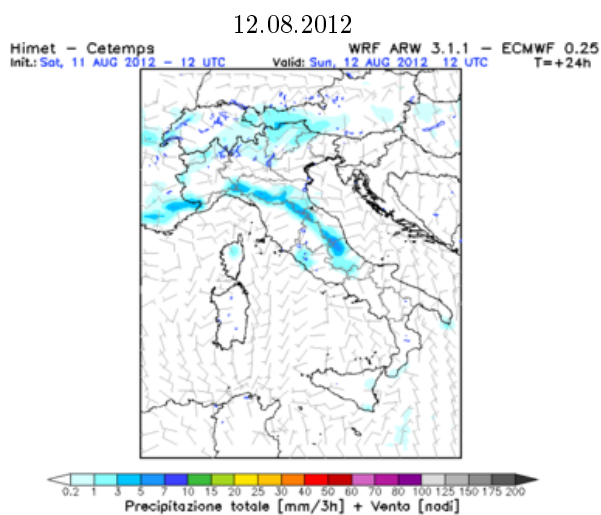 12.08.2012
Himet – Cetemps WRF ARW 3.1.1 – ECMWF 0.25
Init.: Sat, 11 AUG 2012 – 12 UTC Valid: Sun, 12 AUG 2012 12 UTC T=+24h
0.2 1 3 5 7 10 15 20 25 30 40 50 60 70 80 100 125 150 175 200
Precipitazione totale [mm/3h] + Vento [nodi]